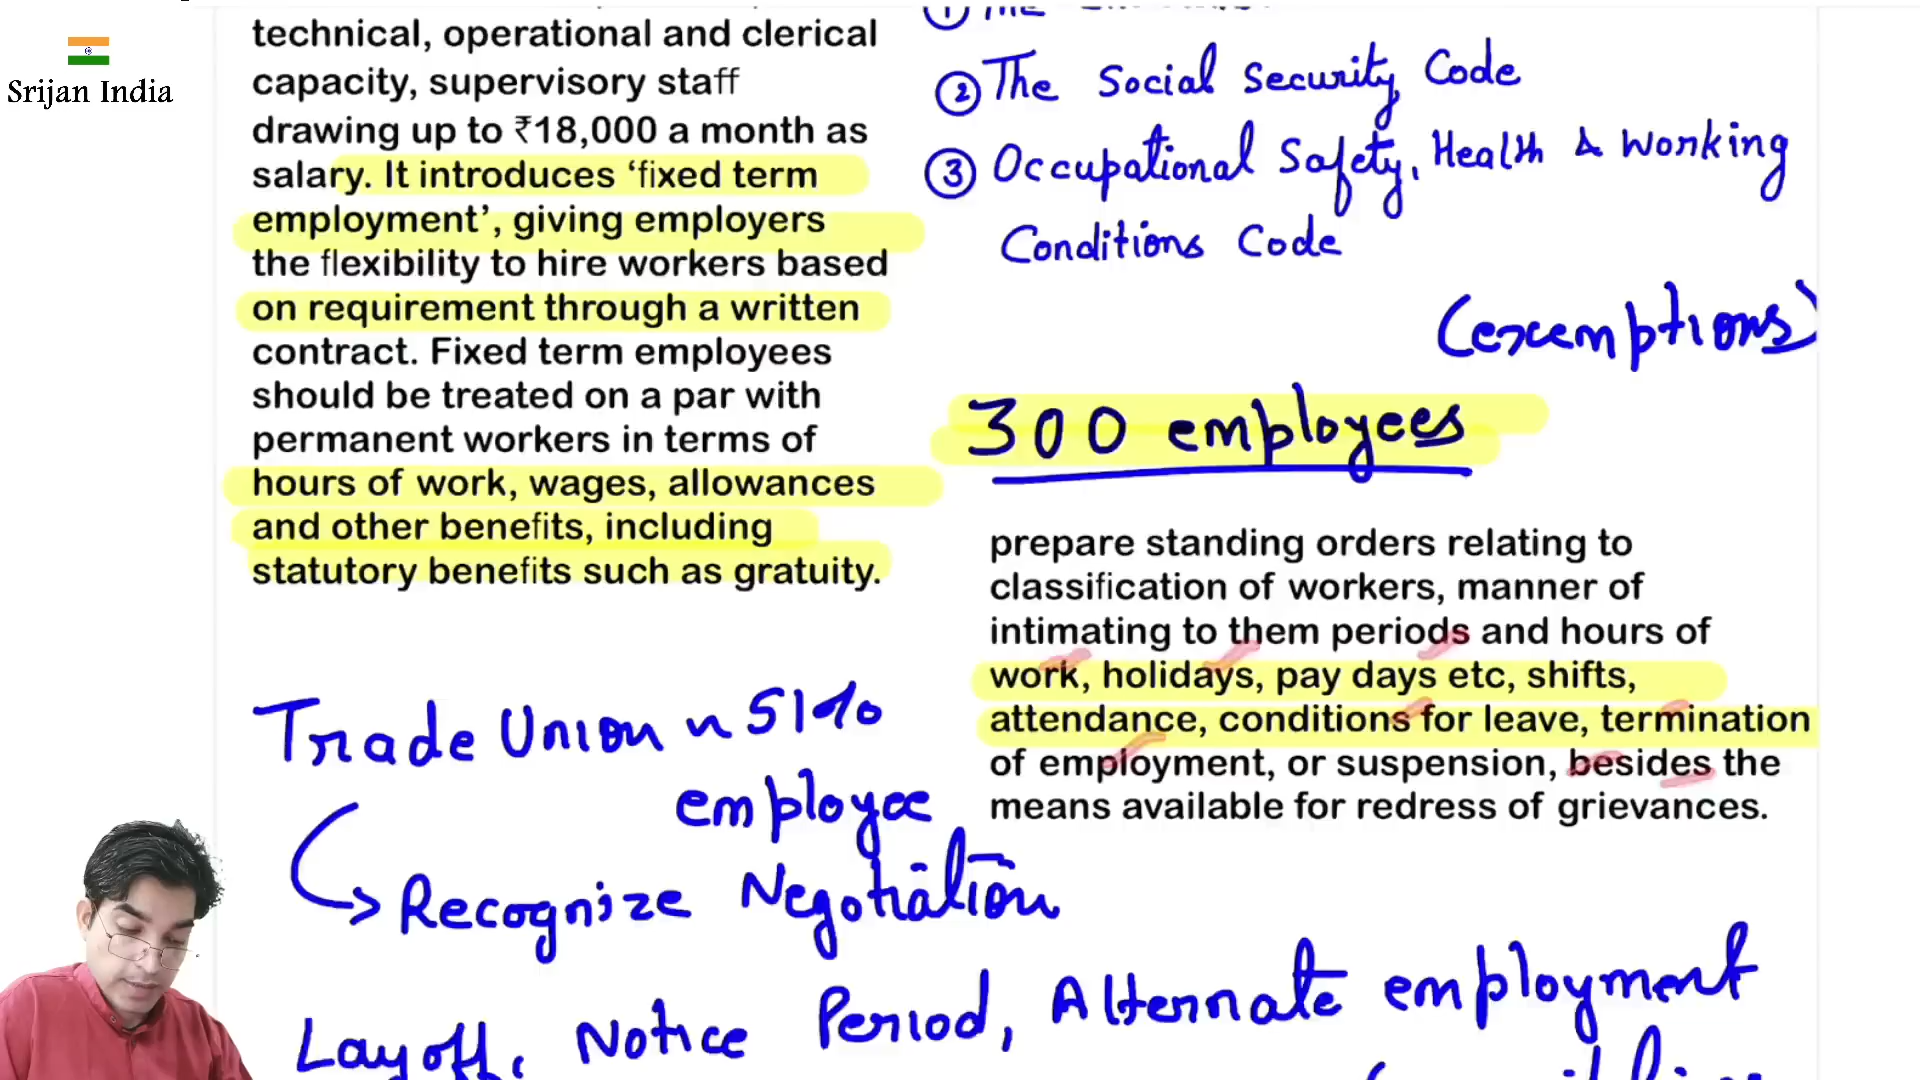 Srijan India
technical, operational and clerical
capacity, supervisory staff
drawing up to ₹18,000 a month as
salary. It introduces ‘fixed term
employment’, giving employers
the flexibility to hire workers based
on requirement through a written
contract. Fixed term employees
should be treated on a par with
permanent workers in terms of
hours of work, wages, allowances
and other benefits, including
statutory benefits such as gratuity.
② The Social Security Code
③ Occupational Safety, Health & Working
Conditions Code
(exemptions)
300 employees
prepare standing orders relating to
classification of workers, manner of
intimating to them periods and hours of
work, holidays, pay days etc, shifts,
attendance, conditions for leave, termination
of employment, or suspension, besides the
means available for redress of grievances.
Trade Union 51%
employee
Recognize Negotiation
Layoff, Notice Period, Alternate employment